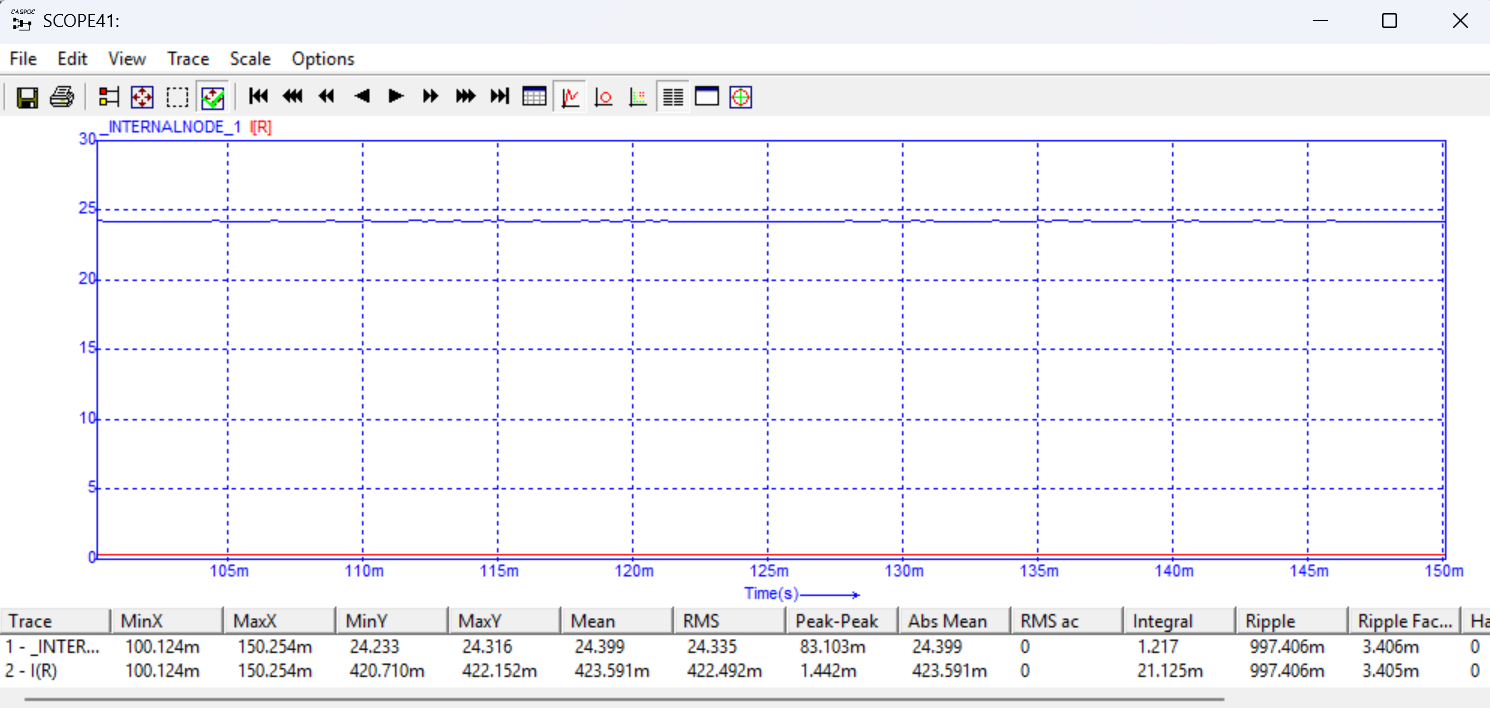 CASPOC
SCOPE41:
File Edit View Trace Scale Options
_INTERNALNODE_1 I[R]
30
25
20
15
10
5
0
105m 110m 115m 120m 125m 130m 135m 140m 145m 150m
Time(s)
Trace MinX MaxX MinY MaxY Mean RMS Peak-Peak Abs Mean RMS ac Integral Ripple Ripple Fac... Ha
1 - _INTER... 100.124m 150.254m 24.233 24.316 24.399 24.335 83.103m 24.399 0 1.217 997.406m 3.406m 0
2 - I(R) 100.124m 150.254m 420.710m 422.152m 423.591m 422.492m 1.442m 423.591m 0 21.125m 997.406m 3.405m 0